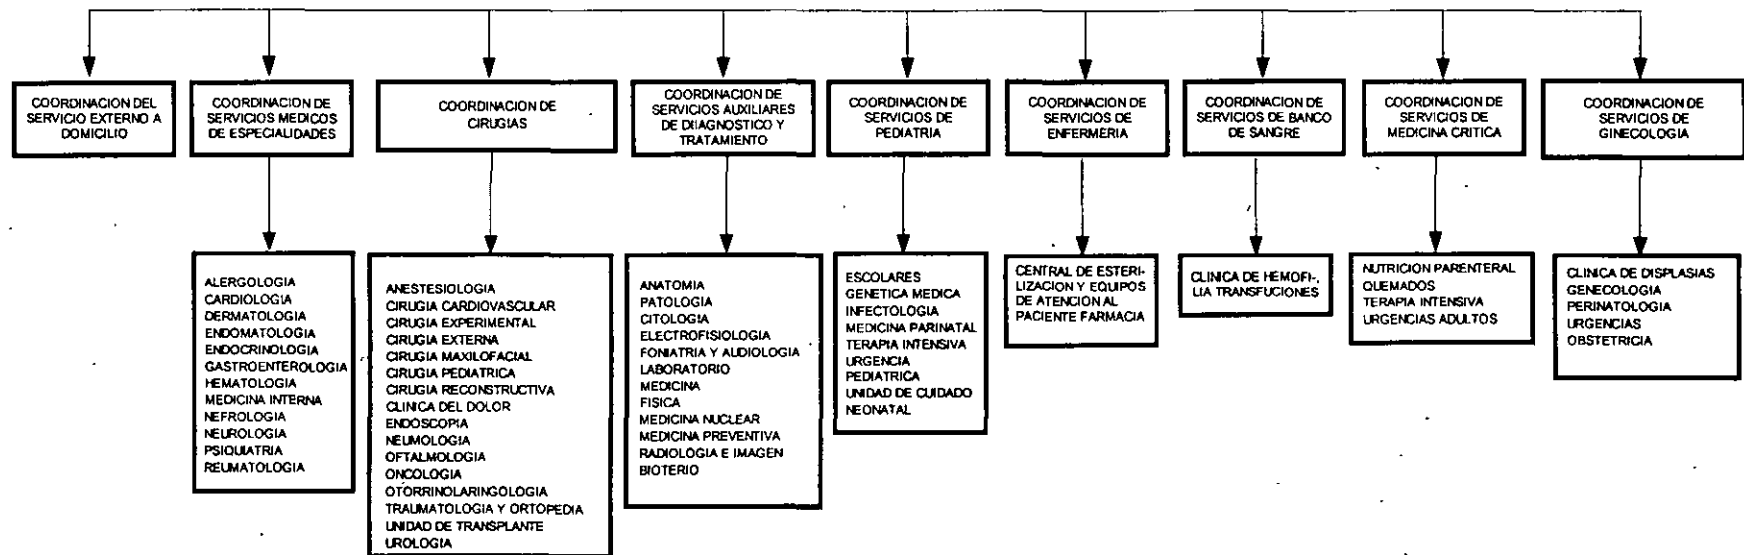 COORDINACION DEL
SERVICIO EXTERNO A
DOMICILIO
COORDINACION DE
SERVICIOS MEDICOS
DE ESPECIALIDADES
COORDINACION DE
CIRUGIAS
COORDINACION DE
SERVICIOS AUXILIARES
DE DIAGNOSTICO Y
TRATAMIENTO
COORDINACION DE
SERVICIOS DE
PEDIATRIA
COORDINACION DE
SERVICIOS DE
ENFERMERIA
COORDINACION DE
SERVICIOS DE BANCO
DE SANGRE
COORDINACION DE
SERVICIOS DE
MEDICINA CRITICA
COORDINACION DE
SERVICIOS DE
GINECOLOGIA
ALERGOLOGIA
CARDIOLOGIA
DERMATOLOGIA
ENDOMATOLOGIA
ENDOCRINOLOGIA
GASTROENTEROLOGIA
HEMATOLOGIA
MEDICINA INTERNA
NEFROLOGIA
NEUROLOGIA
PSIQUIATRIA
REUMATOLOGIA
ANESTESIOLOGIA
CIRUGIA CARDIOVASCULAR
CIRUGIA EXPERIMENTAL
CIRUGIA EXTERNA
CIRUGIA MAXILOFACIAL
CIRUGIA PEDIATRICA
CIRUGIA RECONSTRUCTIVA
CLINICA DEL DOLOR
ENDOSCOPIA
NEUMOLOGIA
OFTALMOLOGIA
ONCOLOGIA
OTORRINOLARINGOLOGIA
TRAUMATOLOGIA Y ORTOPEDIA
UNIDAD DE TRANSPLANTE
UROLOGIA
ANATOMIA
PATOLOGIA
CITOLOGIA
ELECTROFISIOLOGIA
FONIATRIA Y AUDIOLOGIA
LABORATORIO
MEDICINA
FISICA
MEDICINA NUCLEAR
MEDICINA PREVENTIVA
RADIOLOGIA E IMAGEN
BIOTERIO
ESCOLARES
GENETICA MEDICA
INFECTOLOGIA
MEDICINA PARINATAL
TERAPIA INTENSIVA
URGENCIA
PEDIATRICA
UNIDAD DE CUIDADO
NEONATAL
CENTRAL DE ESTERI-
LIZACION Y EQUIPOS
DE ATENCION AL
PACIENTE FARMACIA
CLINICA DE HEMOFI-
LIA TRANSFUCIONES
NUTRICION PARENTERAL
QUEMADOS
TERAPIA INTENSIVA
URGENCIAS ADULTOS
CLINICA DE DISPLASIAS
GENECOLOGIA
PERINATOLOGIA
URGENCIAS
OBSTETRICIA